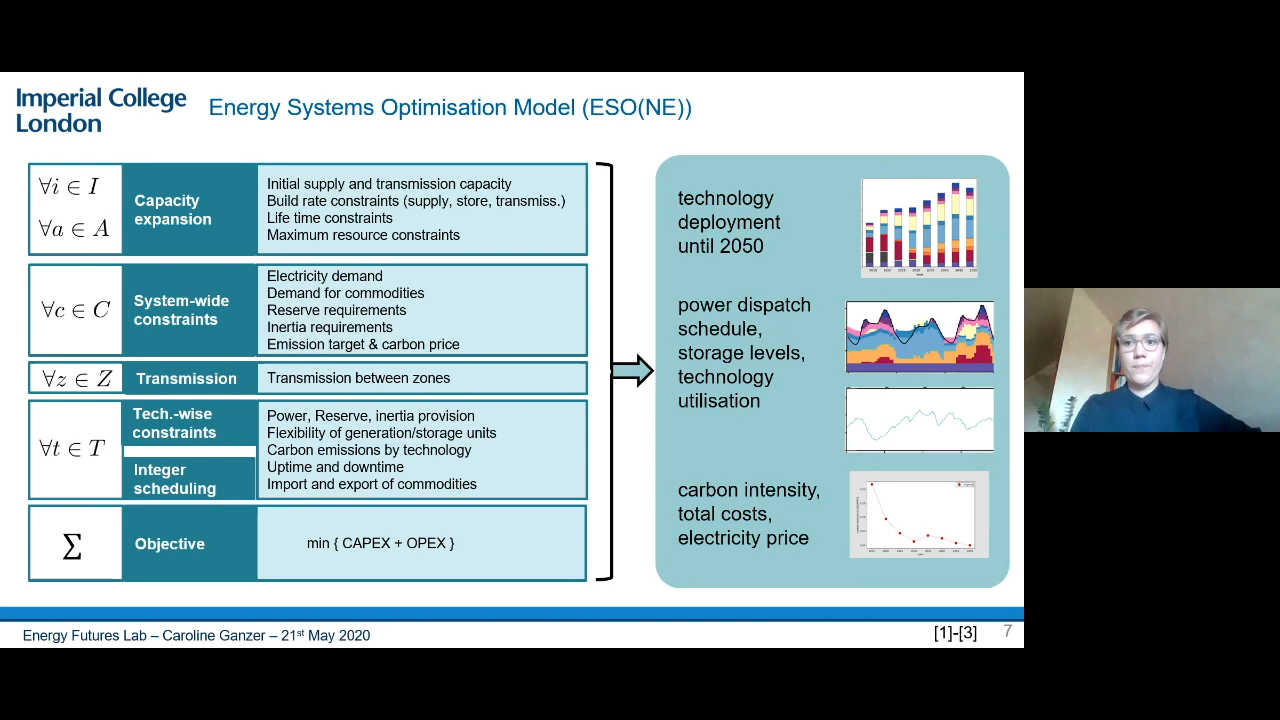 Imperial College
London
Energy Systems Optimisation Model (ESO(NE))
∀i ∈ I
∀a ∈ A
Capacity
expansion
Initial supply and transmission capacity
Build rate constraints (supply, store, transmiss.)
Life time constraints
Maximum resource constraints
∀c ∈ C
System-wide
constraints
Electricity demand
Demand for commodities
Reserve requirements
Inertia requirements
Emission target & carbon price
∀z ∈ Z
Transmission
Transmission between zones
∀t ∈ T
Tech.-wise
constraints
Integer
scheduling
Power, Reserve, inertia provision
Flexibility of generation/storage units
Carbon emissions by technology
Uptime and downtime
Import and export of commodities
∑
Objective
min { CAPEX + OPEX }
technology
deployment
until 2050
power dispatch
schedule,
storage levels,
technology
utilisation
carbon intensity,
total costs,
electricity price
Energy Futures Lab – Caroline Ganzer – 21st May 2020
[1]-[3]
7